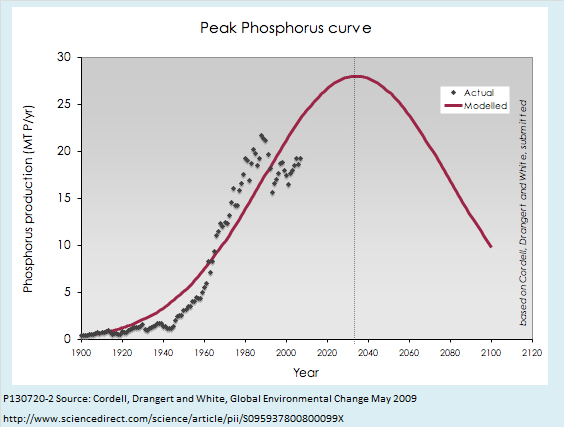 Peak Phosphorus curve
30
25
20
15
10
5
0
Phosphorus production (MT P/yr)
Actual
Modelled
based on Cordell, Drangert and White, submitted
1900 1920 1940 1960 1980 2000 2020 2040 2060 2080 2100 2120
Year
P130720-2 Source: Cordell, Drangert and White, Global Environmental Change May 2009
http://www.sciencedirect.com/science/article/pii/S095937800800099X